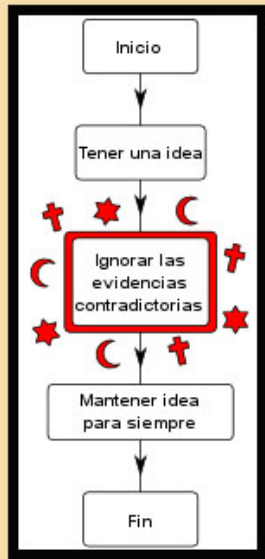 Inicio
Tener una idea
Ignorar las
evidencias
contradictorias
Mantener idea
para siempre
Fin